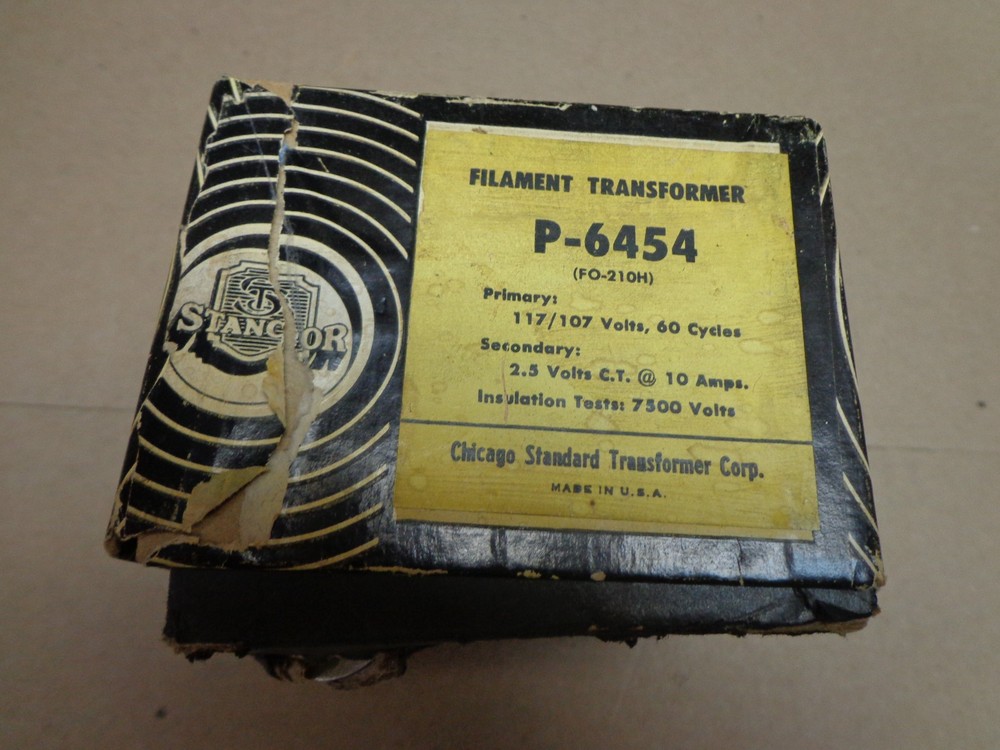 STANCOR
FILAMENT TRANSFORMER
P-6454
(FO-210H)
Primary:
117/107 Volts, 60 Cycles
Secondary:
2.5 Volts C.T. @ 10 Amps.
Insulation Tests: 7500 Volts
Chicago Standard Transformer Corp.
MADE IN U.S.A.